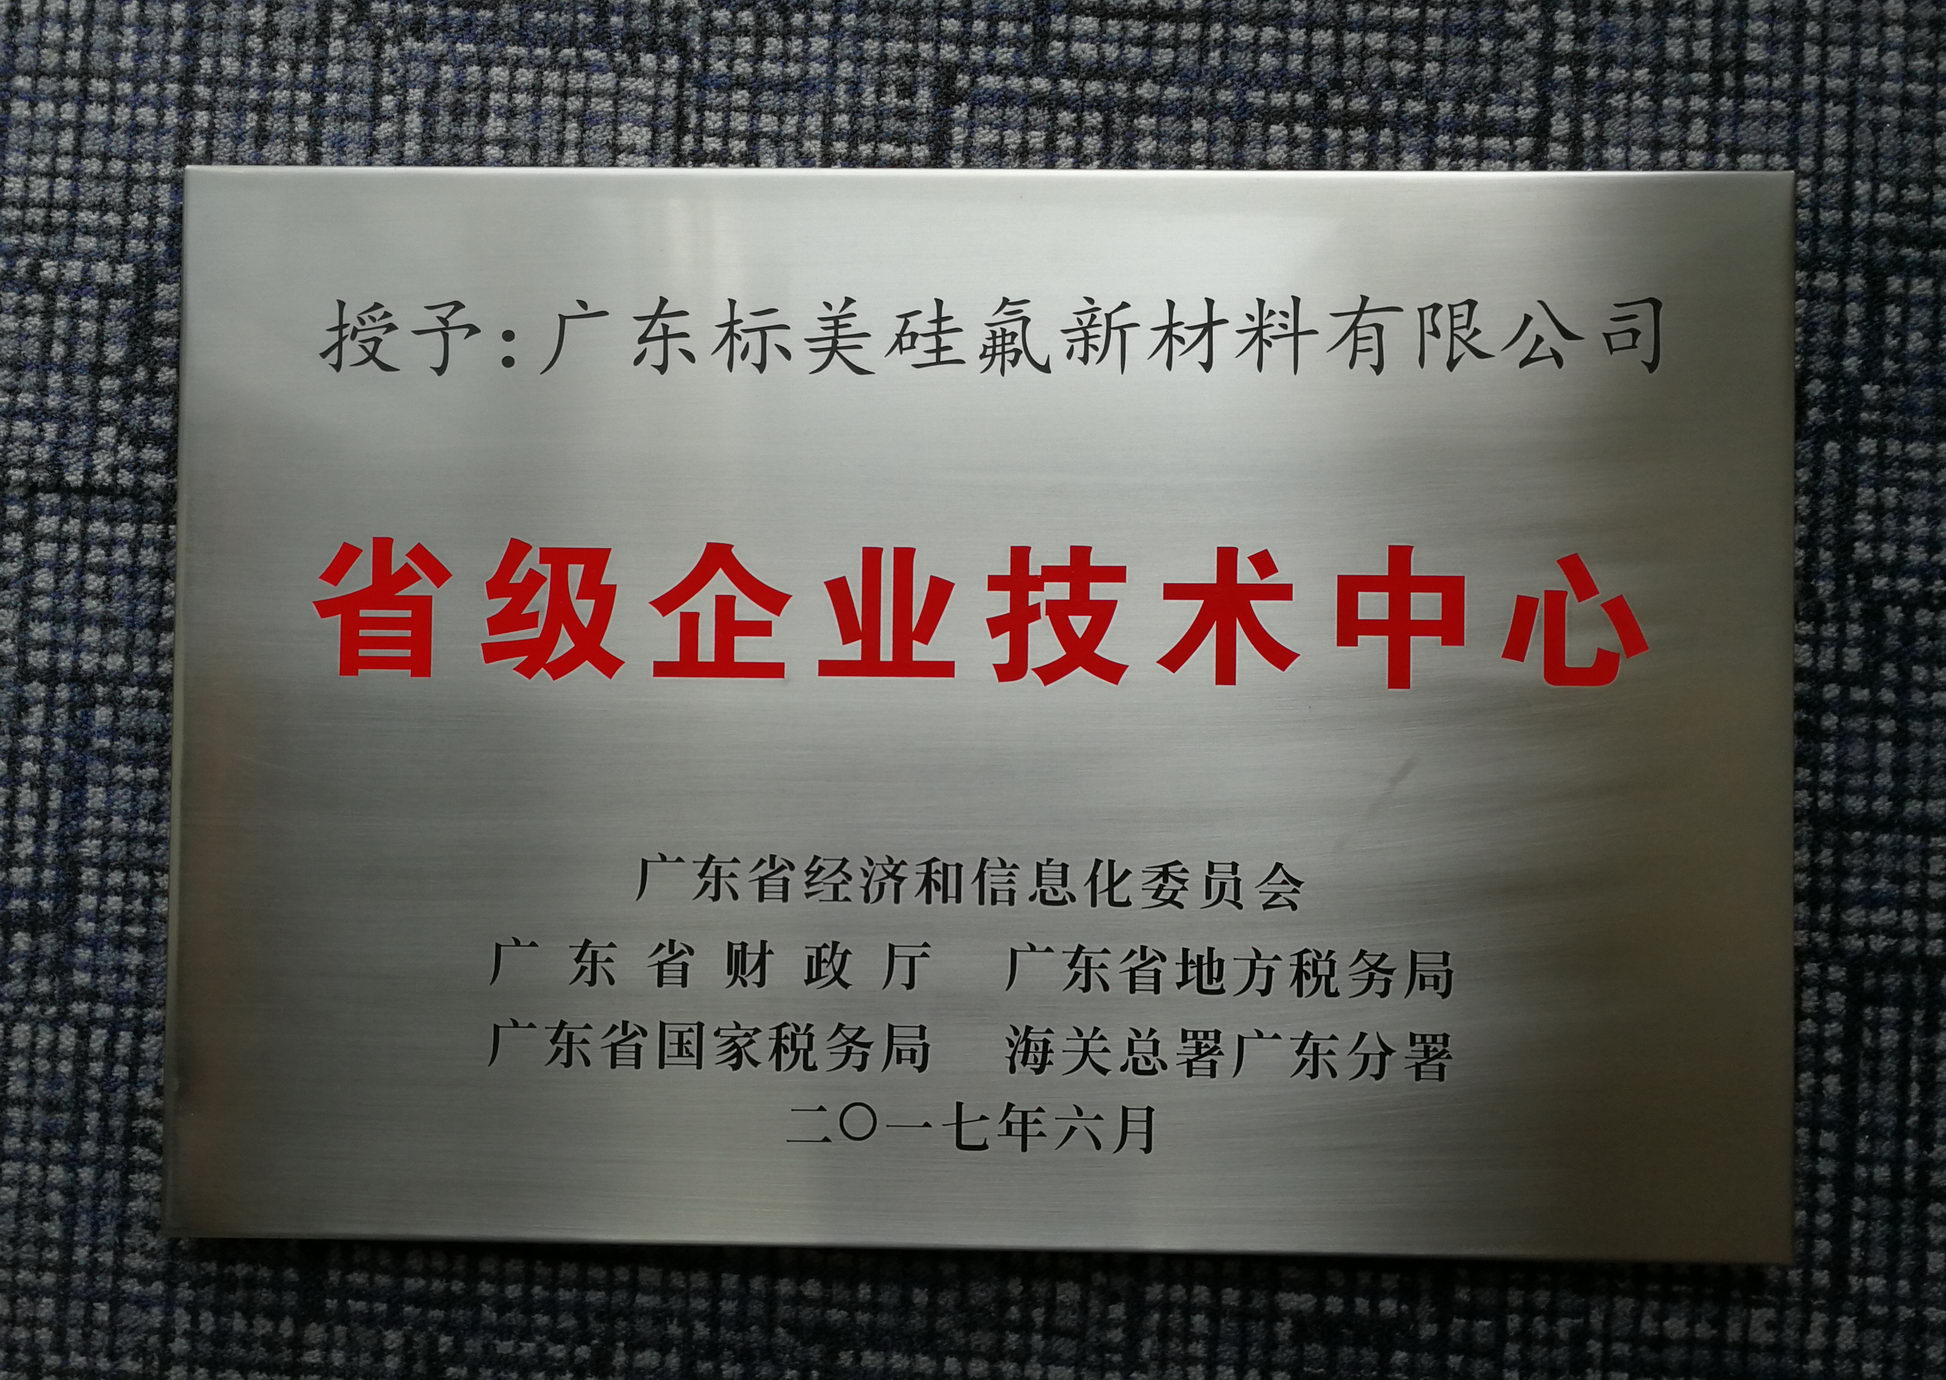 授予:广东标美硅氟新材料有限公司
省级企业技术中心
广东省经济和信息化委员会
广东省财政厅 广东省地方税务局
广东省国家税务局 海关总署广东分署
二〇一七年六月